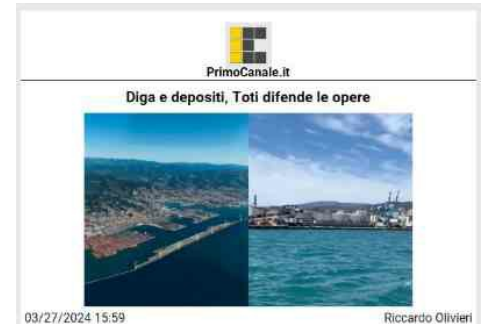 PrimoCanale.it
Diga e depositi, Toti difende le opere
03/27/2024 15:59
Riccardo Olivieri